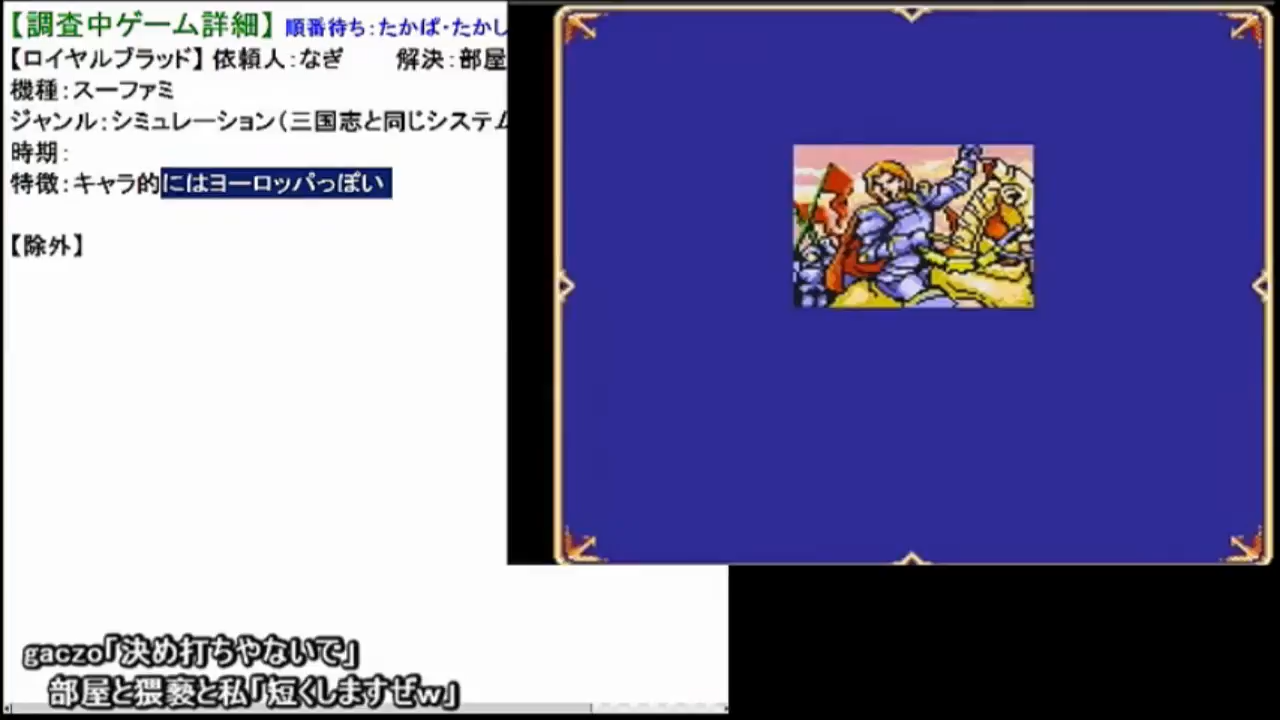 【調査中ゲーム詳細】 順番待ち：たかぱ・たかし
【ロイヤルブラッド】 依頼人：なぎ 解決：部屋
機種：スーファミ
ジャンル：シミュレーション（三国志と同じシステム
時期：
特徴：キャラ的にはヨーロッパっぽい
【除外】
gaczo「決め打ちやないで」
部屋と猥褻と私「短くしますぜｗ」